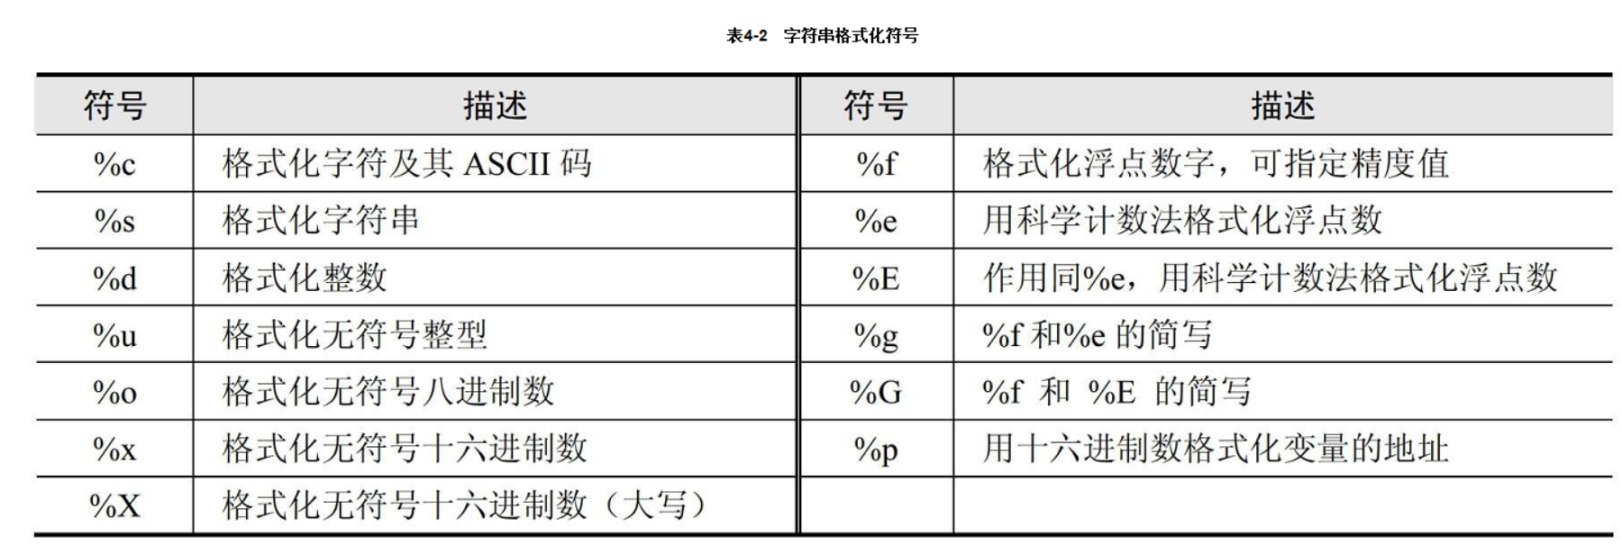 表4-2 字符串格式化符号
符号 描述 符号 描述
%c 格式化字符及其 ASCII 码 %f 格式化浮点数字，可指定精度值
%s 格式化字符串 %e 用科学计数法格式化浮点数
%d 格式化整数 %E 作用同%e，用科学计数法格式化浮点数
%u 格式化无符号整型 %g %f 和%e 的简写
%o 格式化无符号八进制数 %G %f 和 %E 的简写
%x 格式化无符号十六进制数 %p 用十六进制数格式化变量的地址
%X 格式化无符号十六进制数（大写）